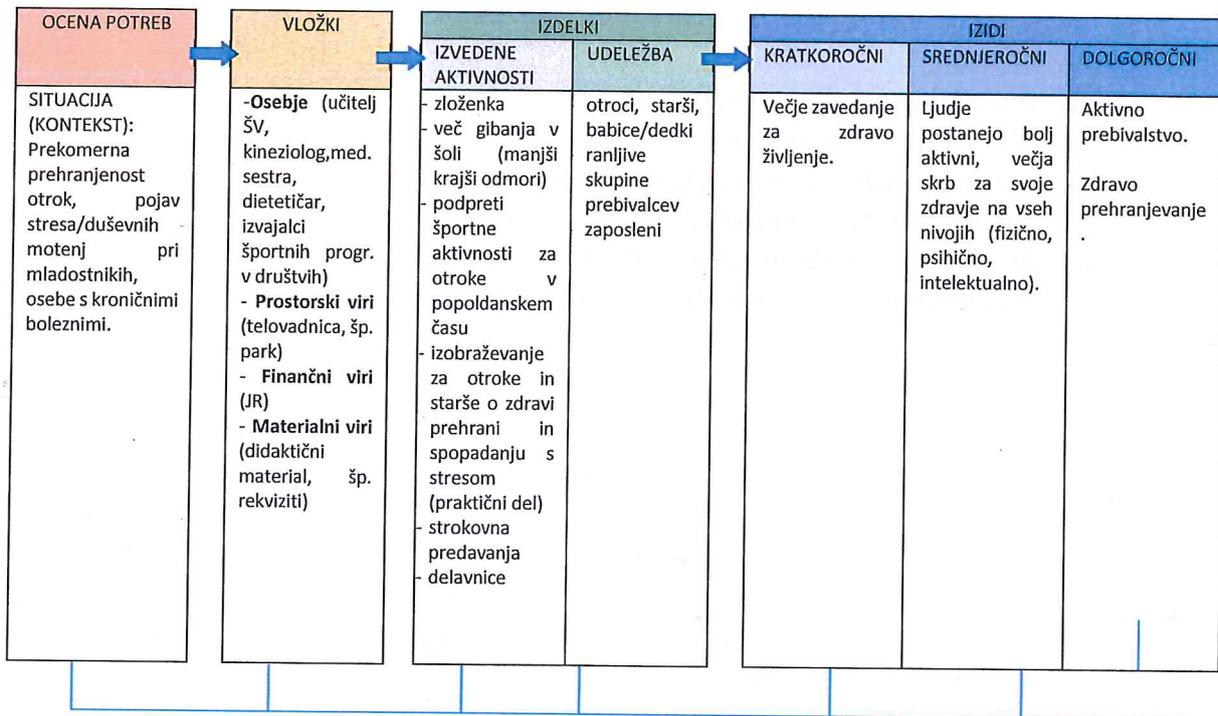 OCENA POTREB
SITUACIJA
(KONTEKST):
Prekomerna
prehranjenost
otrok, pojav
stresa/duševnih
motenj pri
mladostnikih,
osebe s kroničnimi
boleznimi.
VLOŽKI
-Osebje (učitelj
ŠV,
kineziolog,med.
sestra,
dietetičar,
izvajalci
športnih progr.
v društvih)
- Prostorski viri
(telovadnica, šp.
park)
- Finančni viri
(JR)
- Materialni viri
(didaktični
material, šp.
rekviziti)
IZDELKI
IZVEDENE
AKTIVNOSTI
- zloženka
- več gibanja v
šoli (manjši
krajši odmori)
- podpreti
športne
aktivnosti za
otroke v
popoldanskem
času
- izobraževanje
za otroke in
starše o zdravi
prehrani in
spopadanju s
stresom
(praktični del)
- strokovna
predavanja
- delavnice
UDELEŽBA
otroci, starši,
babice/dedki
ranljive
skupine
prebivalcev
zaposleni
IZIDI
KRATKOROČNI
Večje zavedanje
za zdravo
življenje.
SREDNJEROČNI
Ljudje
postanejo bolj
aktivni, večja
skrb za svoje
zdravje na vseh
nivojih (fizično,
psihično,
intelektualno).
DOLGOROČNI
Aktivno
prebivalstvo.
Zdravo
prehranjevanje
.